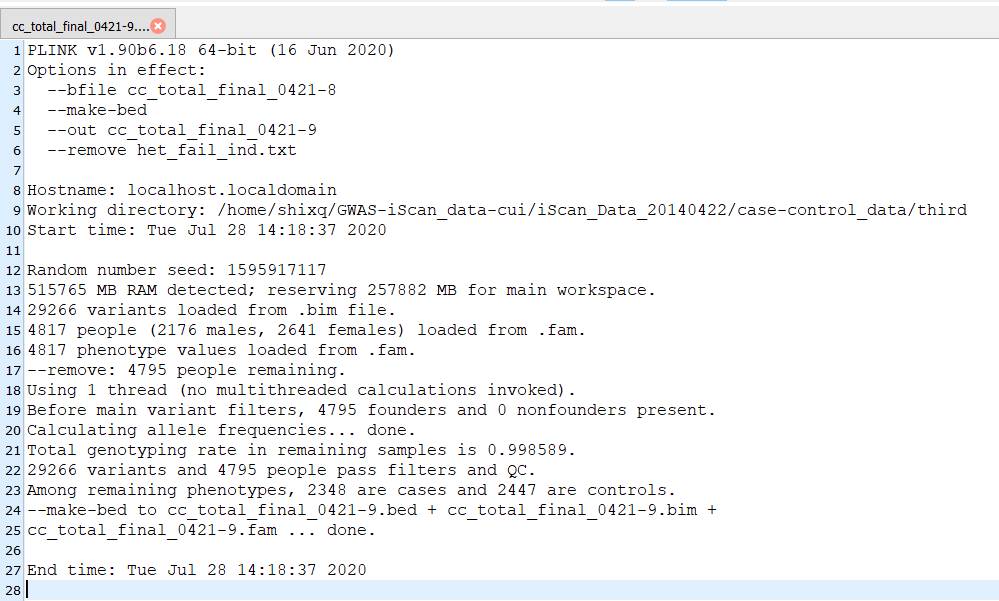 cc_total_final_0421-9....
1 PLINK v1.90b6.18 64-bit (16 Jun 2020)
2 Options in effect:
3   --bfile cc_total_final_0421-8
4   --make-bed
5   --out cc_total_final_0421-9
6   --remove het_fail_ind.txt
7
8 Hostname: localhost.localdomain
9 Working directory: /home/shixq/GWAS-iScan_data-cui/iScan_Data_20140422/case-control_data/third
10 Start time: Tue Jul 28 14:18:37 2020
11
12 Random number seed: 1595917117
13 515765 MB RAM detected; reserving 257882 MB for main workspace.
14 29266 variants loaded from .bim file.
15 4817 people (2176 males, 2641 females) loaded from .fam.
16 4817 phenotype values loaded from .fam.
17 --remove: 4795 people remaining.
18 Using 1 thread (no multithreaded calculations invoked).
19 Before main variant filters, 4795 founders and 0 nonfounders present.
20 Calculating allele frequencies... done.
21 Total genotyping rate in remaining samples is 0.998589.
22 29266 variants and 4795 people pass filters and QC.
23 Among remaining phenotypes, 2348 are cases and 2447 are controls.
24 --make-bed to cc_total_final_0421-9.bed + cc_total_final_0421-9.bim +
25 cc_total_final_0421-9.fam ... done.
26
27 End time: Tue Jul 28 14:18:37 2020
28